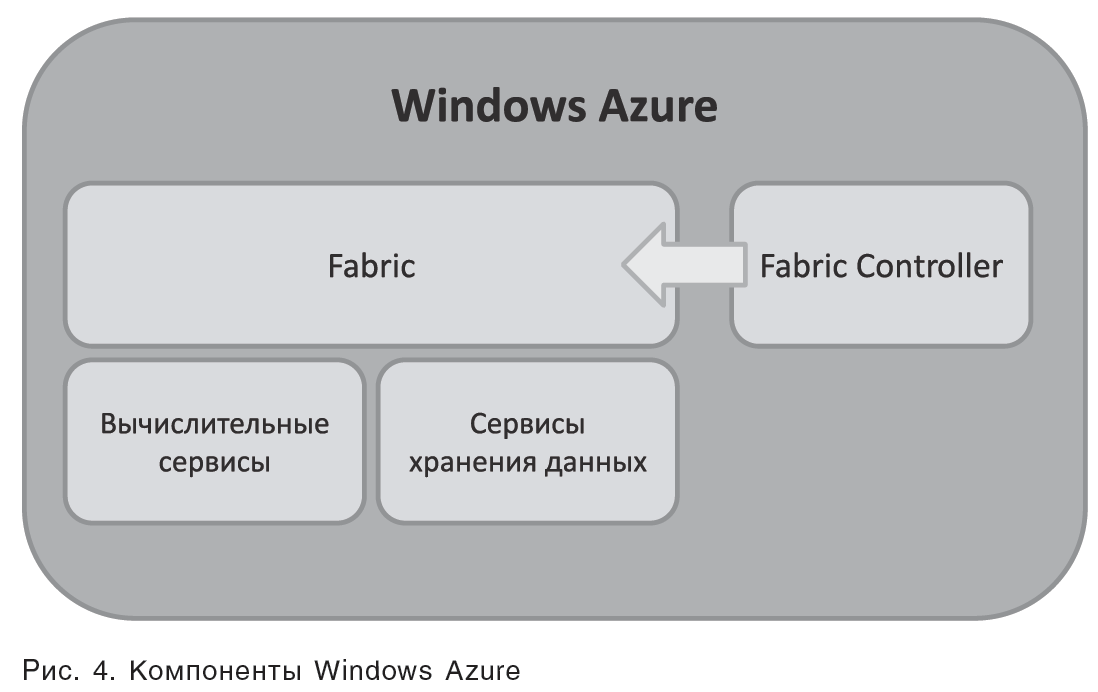 Windows Azure
Fabric
Fabric Controller
Вычислительные
сервисы
Сервисы
хранения данных
Рис. 4. Компоненты Windows Azure